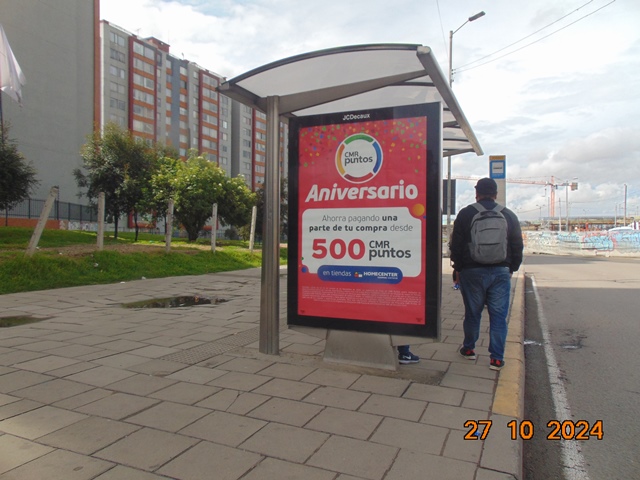 JCDecaux
CMR
puntos
Aniversario
Ahorra pagando una
parte de tu compra desde
500 CMR
puntos
en tiendas HOMECENTER
27 10 2024